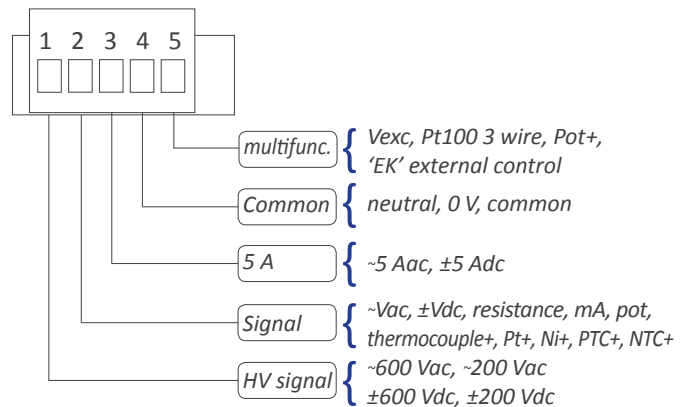 1 2 3 4 5
multifunc.
Vexc, Pt100 3 wire, Pot+,
‘EK’ external control
Common
neutral, 0 V, common
5 A
~5 Aac, ±5 Adc
Signal
~Vac, ±Vdc, resistance, mA, pot,
thermocouple+, Pt+, Ni+, PTC+, NTC+
HV signal
~600 Vac, ~200 Vac
±600 Vdc, ±200 Vdc